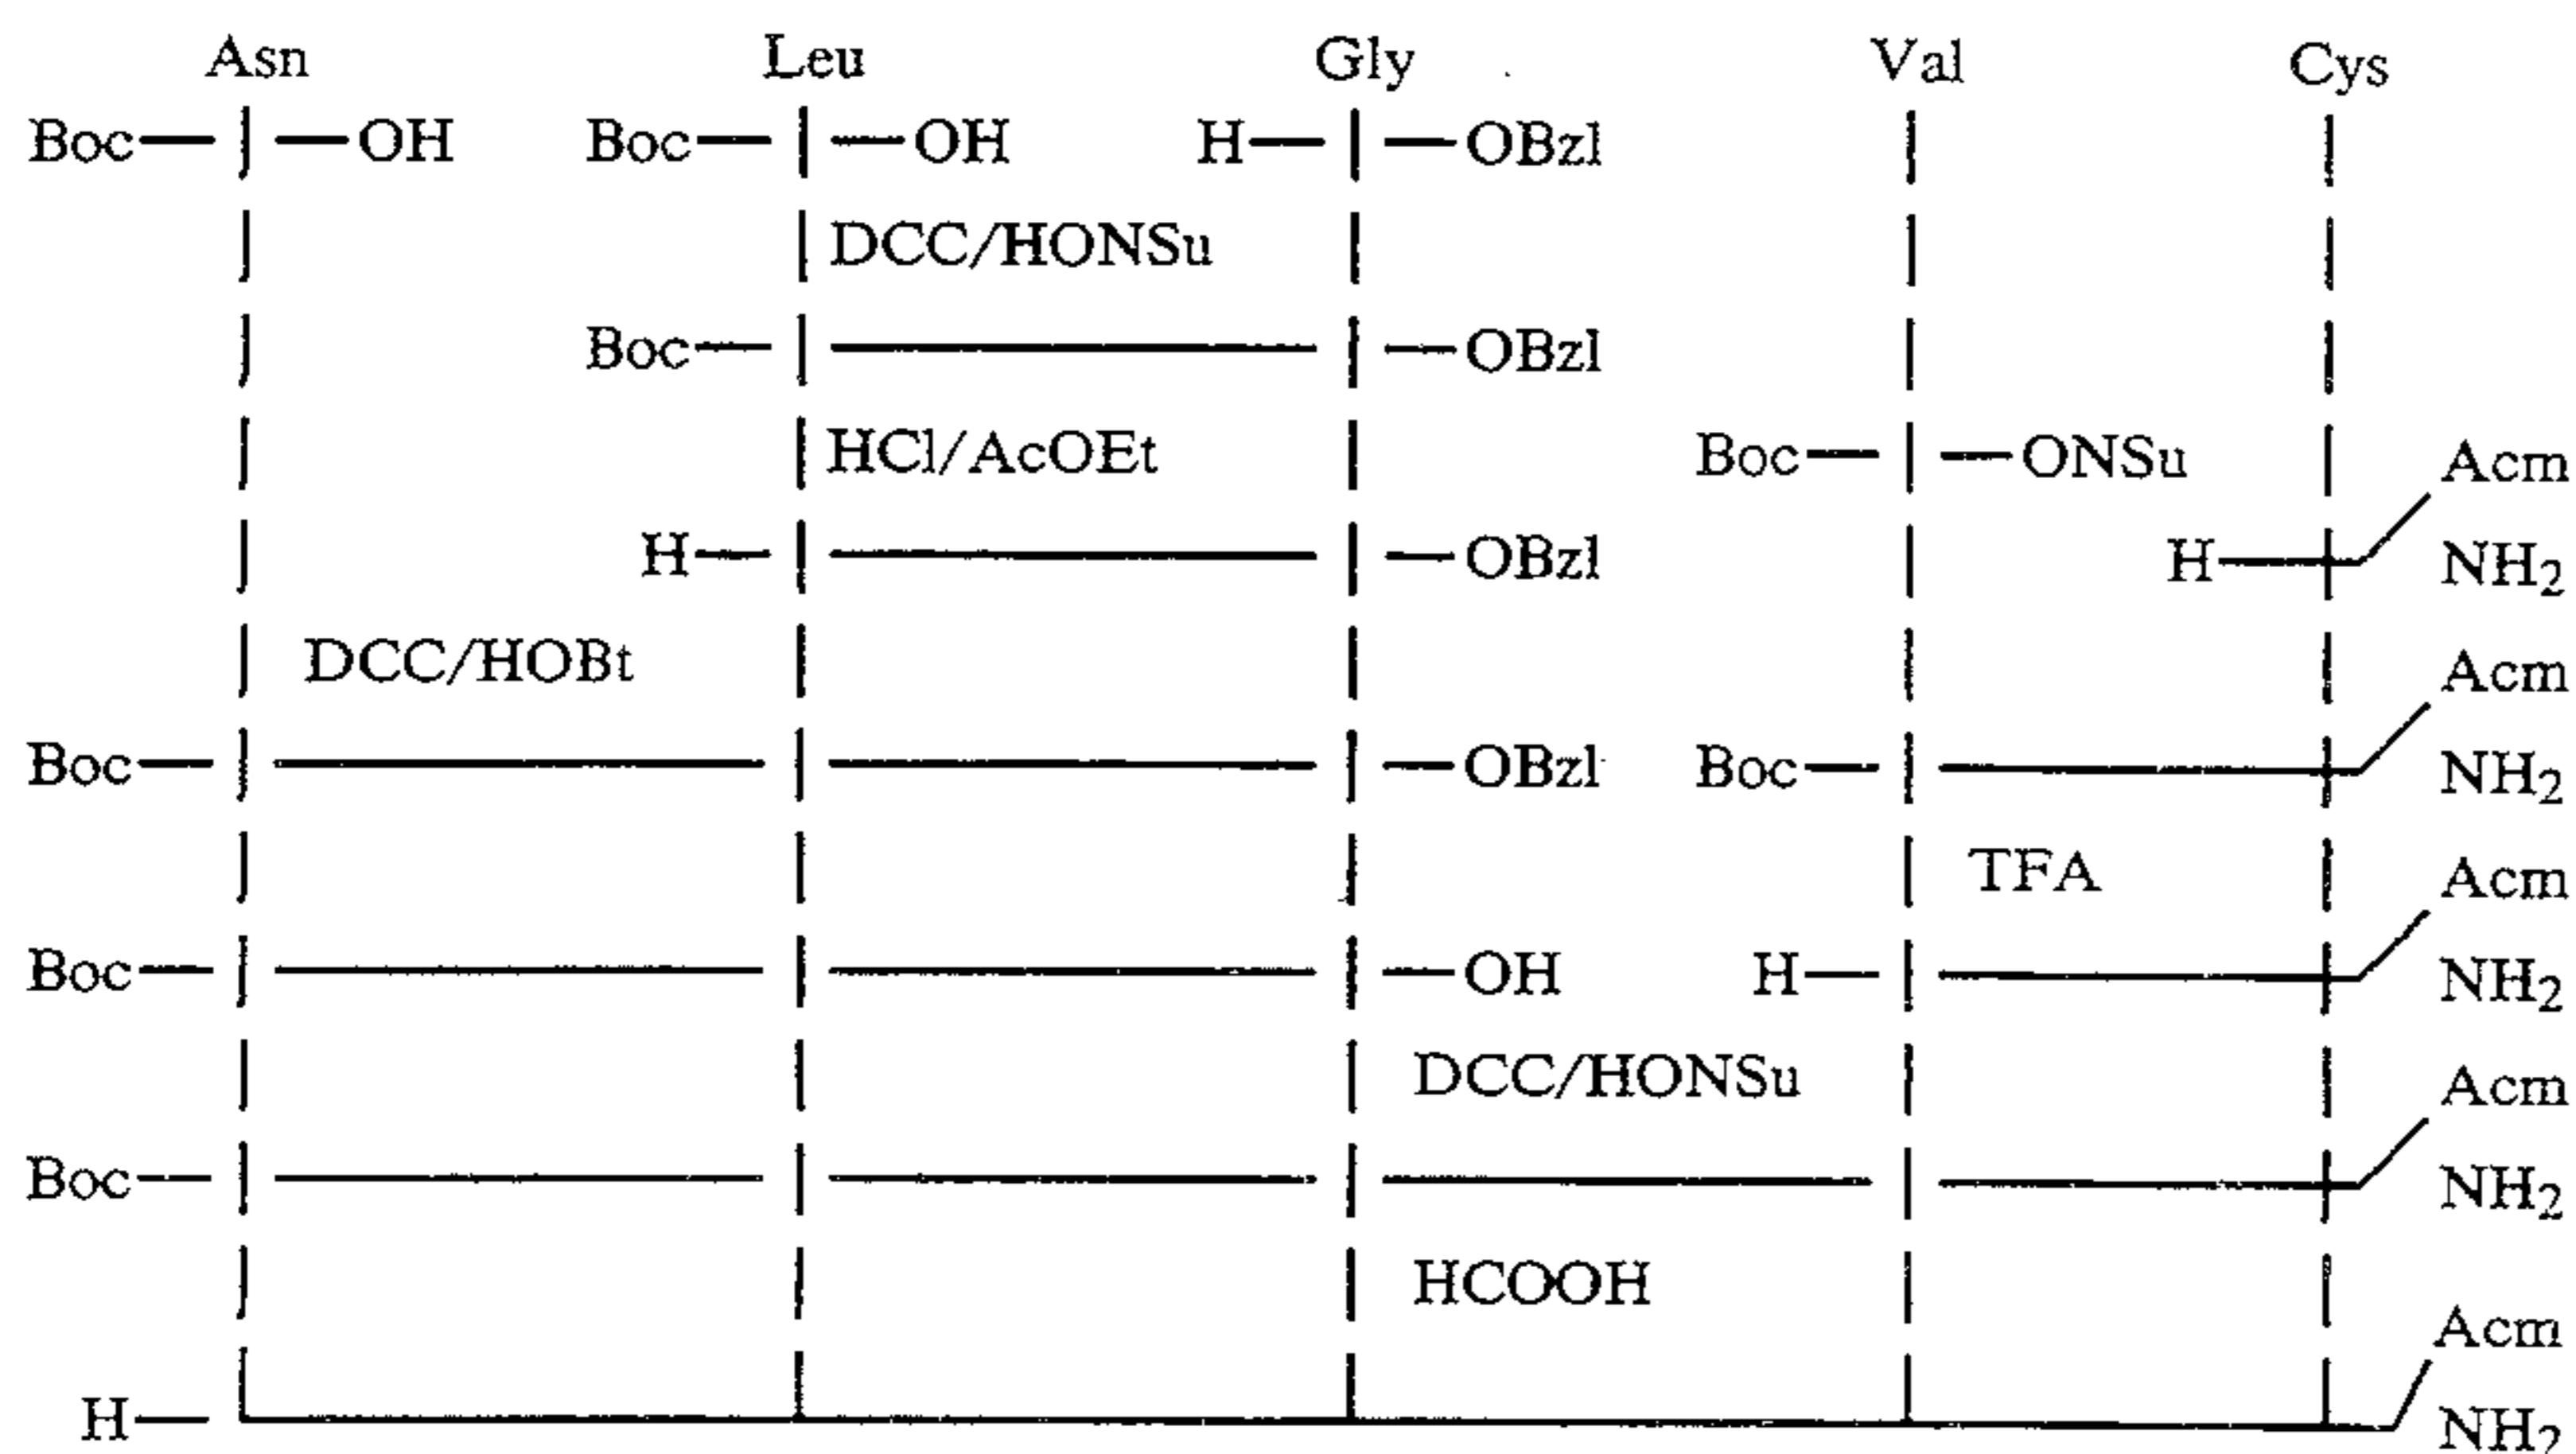 Asn Leu Gly Val Cys
Boc OH Boc OH H OBzl
DCC/HONSu
Boc OBzl
HCl/AcOEt Boc ONSu Acm
H OBzl H NH2
DCC/HOBt Acm
Boc OBzl Boc NH2
TFA Acm
Boc OH H NH2
DCC/HONSu Acm
Boc NH2
HCOOH
Acm
H NH2